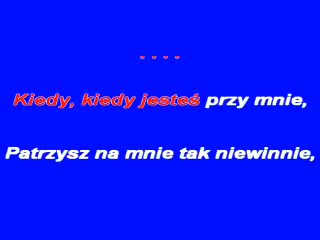 - - - -
Kiedy, kiedy jesteś przy mnie,
Patrzysz na mnie tak niewinnie,